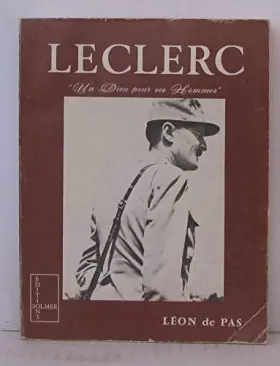 LECLERC
"Un Dieu pour ses Hommes"
EDITIONS
SOLMER
LÉON de PAS